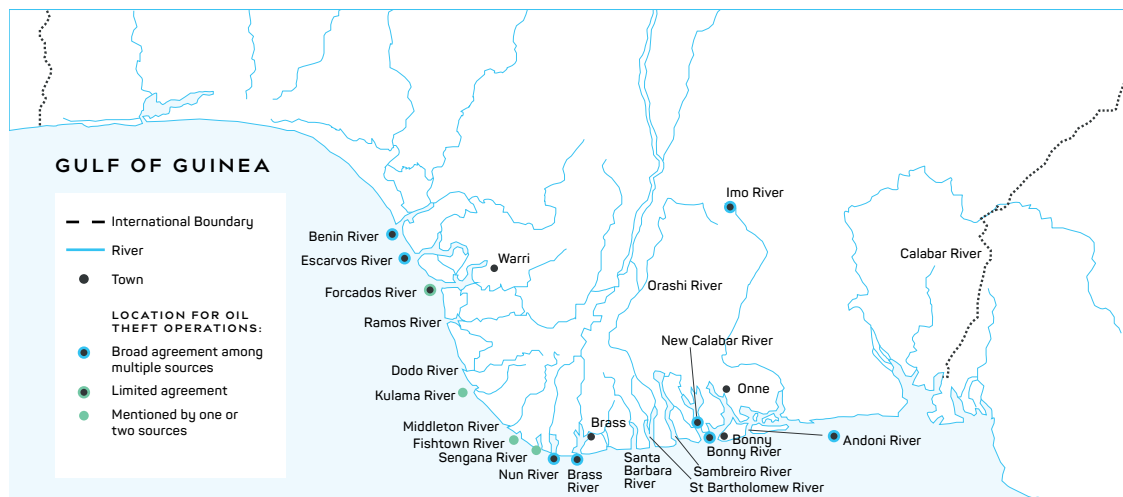 GULF OF GUINEA
International Boundary
River
Town
LOCATION FOR OIL
THEFT OPERATIONS:
Broad agreement among
multiple sources
Limited agreement
Mentioned by one or
two sources
Imo River
Benin River
Escarvos River
Warri
Calabar River
Forcados River
Orashi River
Ramos River
New Calabar River
Dodo River
Kulama River
Onne
Middleton River
Brass
Fishtown River
Bonny
Andoni River
Sengana River
Bonny River
Nun River
Brass
River
Santa
Barbara
River
Sambreiro River
St Bartholomew River